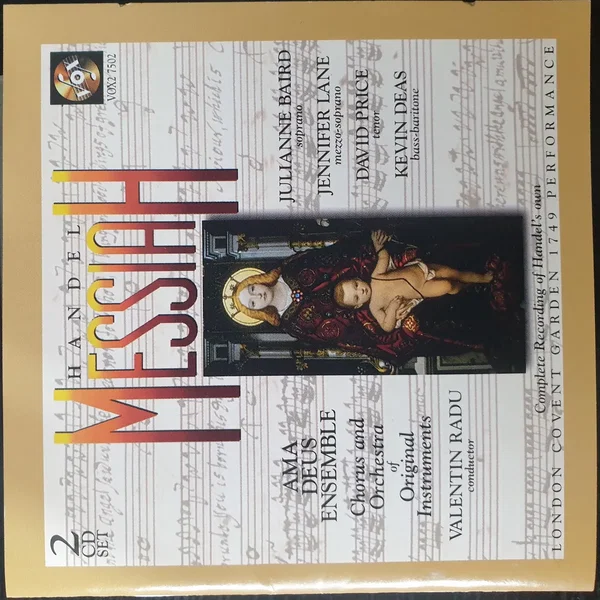 2
CD
SET
HANDEL
MESSIAH
VOX2 7502
AMA
DEUS
ENSEMBLE
Chorus and
Orchestra
of
Original
Instruments
VALENTIN RADU
conductor
JULIANNE BAIRD
soprano
JENNIFER LANE
mezzo-soprano
DAVID PRICE
tenor
KEVIN DEAS
bass-baritone
Complete Recording of Handel's own
LONDON COVENT GARDEN 1749 PERFORMANCE